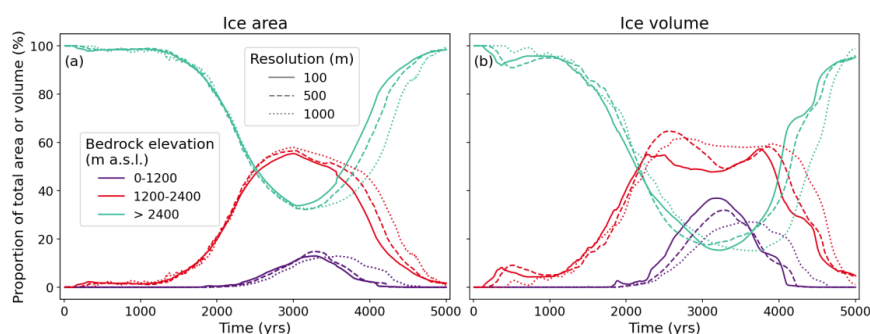 Ice area
Ice volume
Proportion of total area or volume (%)
100
80
60
40
20
0
(a)
Resolution (m)
100
500
1000
Bedrock elevation
(m a.s.l.)
0-1200
1200-2400
> 2400
0
1000
2000
3000
4000
5000
Time (yrs)
(b)
0
1000
2000
3000
4000
5000
Time (yrs)